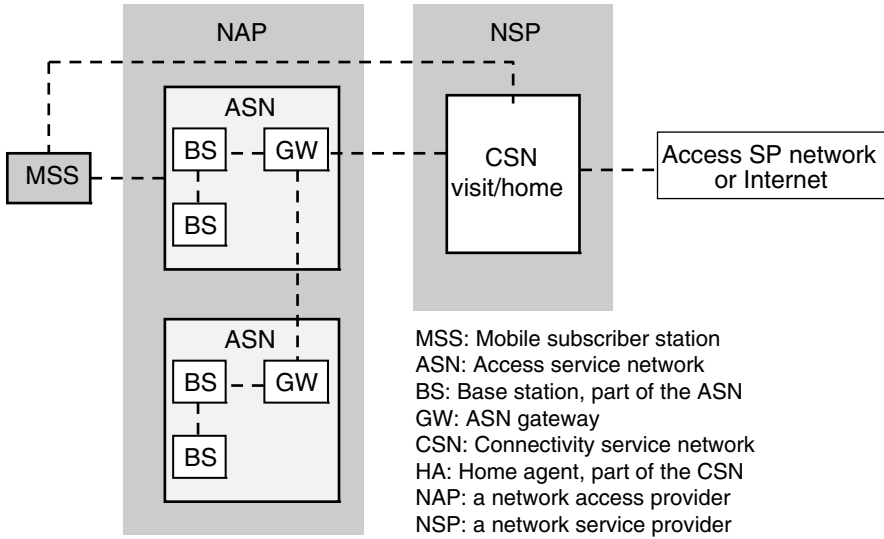 NAP
NSP
ASN
BS
GW
BS
MSS
CSN
visit/home
Access SP network
or Internet
ASN
BS
GW
BS
MSS: Mobile subscriber station
ASN: Access service network
BS: Base station, part of the ASN
GW: ASN gateway
CSN: Connectivity service network
HA: Home agent, part of the CSN
NAP: a network access provider
NSP: a network service provider